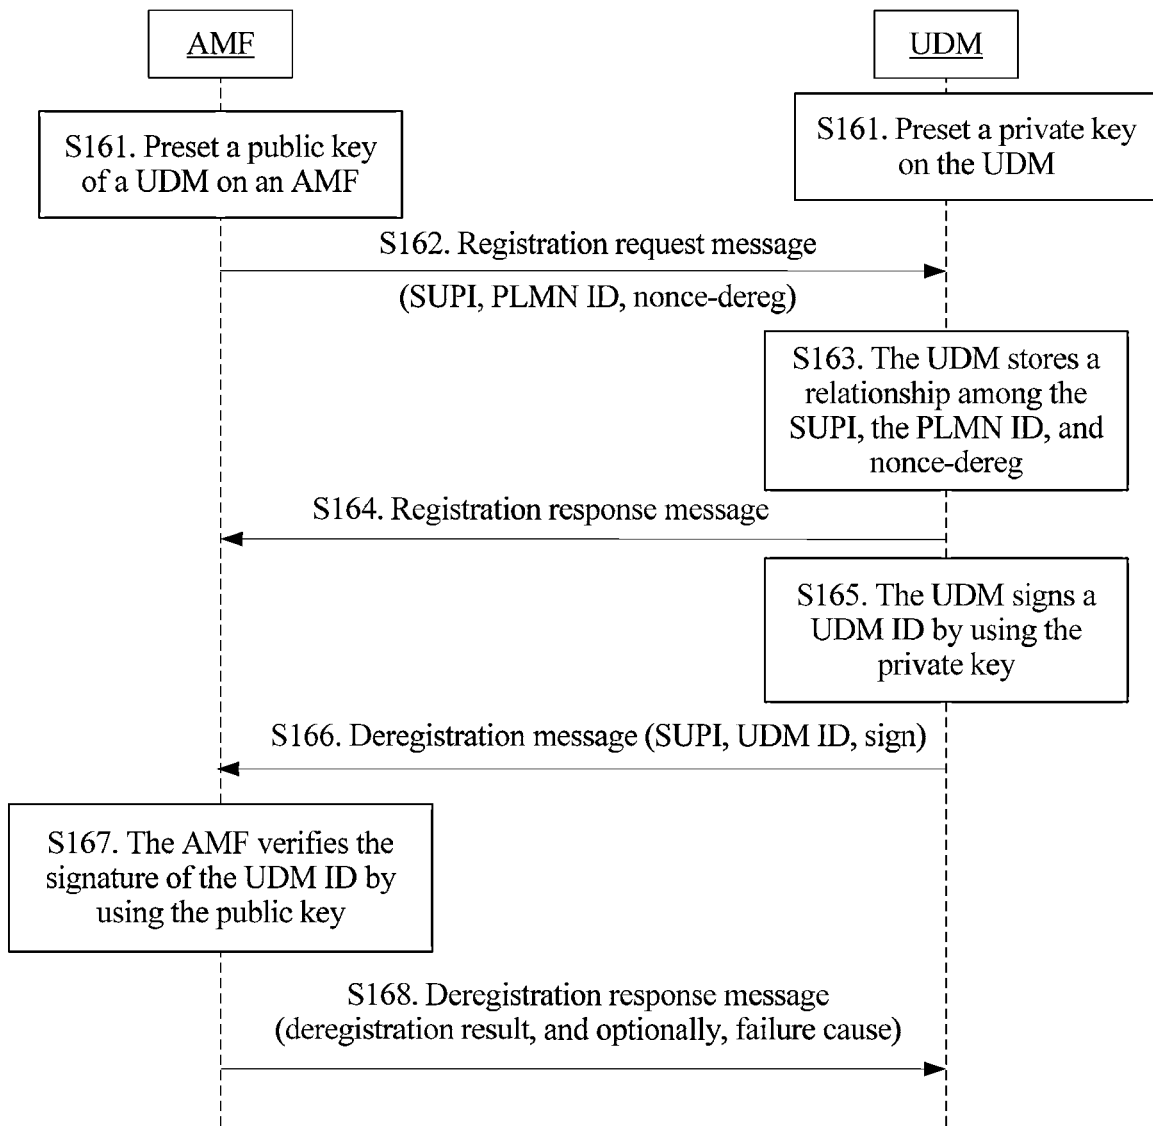 AMF
UDM
S161. Preset a public key
of a UDM on an AMF
S161. Preset a private key
on the UDM
S162. Registration request message
(SUPI, PLMN ID, nonce-dereg)
S163. The UDM stores a
relationship among the
SUPI, the PLMN ID, and
nonce-dereg
S164. Registration response message
S165. The UDM signs a
UDM ID by using the
private key
S166. Deregistration message (SUPI, UDM ID, sign)
S167. The AMF verifies the
signature of the UDM ID by
using the public key
S168. Deregistration response message
(deregistration result, and optionally, failure cause)